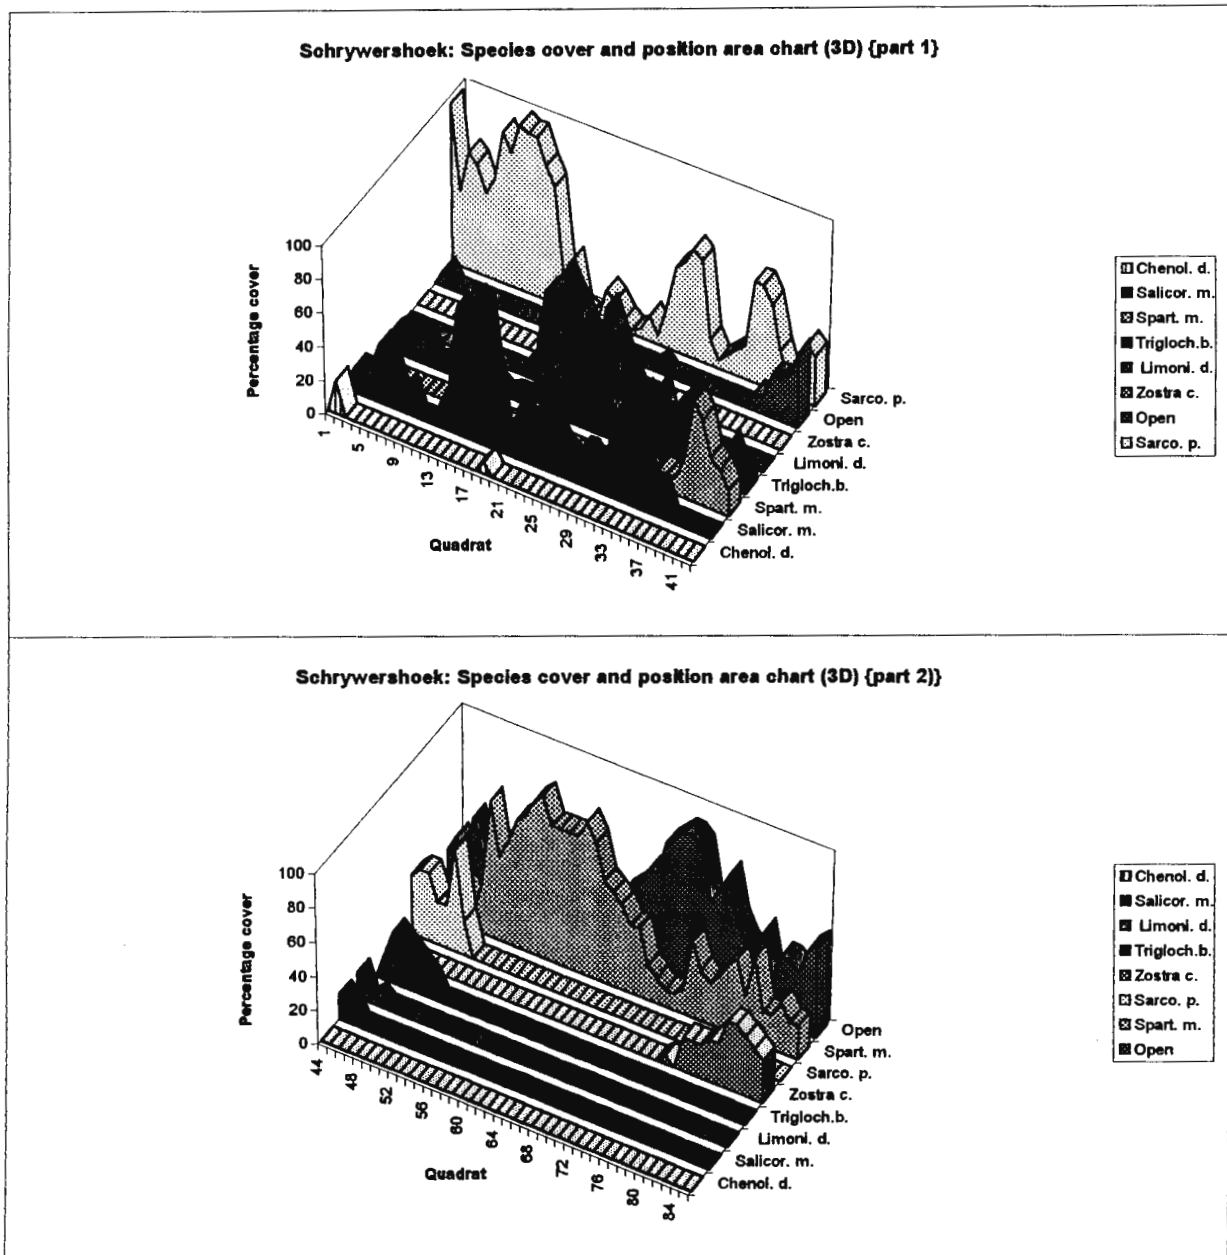 Schrywershoek: Species cover and position area chart (3D) {part 1}
Percentage cover
100
80
60
40
20
0
1
5
9
13
17
21
25
29
33
37
41
Quadrat
Sarco. p.
Open
Zostra c.
Limoni. d.
Trigloch.b.
Spart. m.
Salicor. m.
Chenol. d.
Chenol. d.
Salicor. m.
Spart. m.
Trigloch.b.
Limoni. d.
Zostra c.
Open
Sarco. p.
Schrywershoek: Species cover and position area chart (3D) {part 2)}
Percentage cover
100
80
60
40
20
0
44
48
52
56
60
64
68
72
76
80
84
Quadrat
Open
Spart. m.
Sarco. p.
Zostra c.
Trigloch.b.
Limoni. d.
Salicor. m.
Chenol. d.
Chenol. d.
Salicor. m.
Limoni. d.
Trigloch.b.
Zostra c.
Sarco. p.
Spart. m.
Open